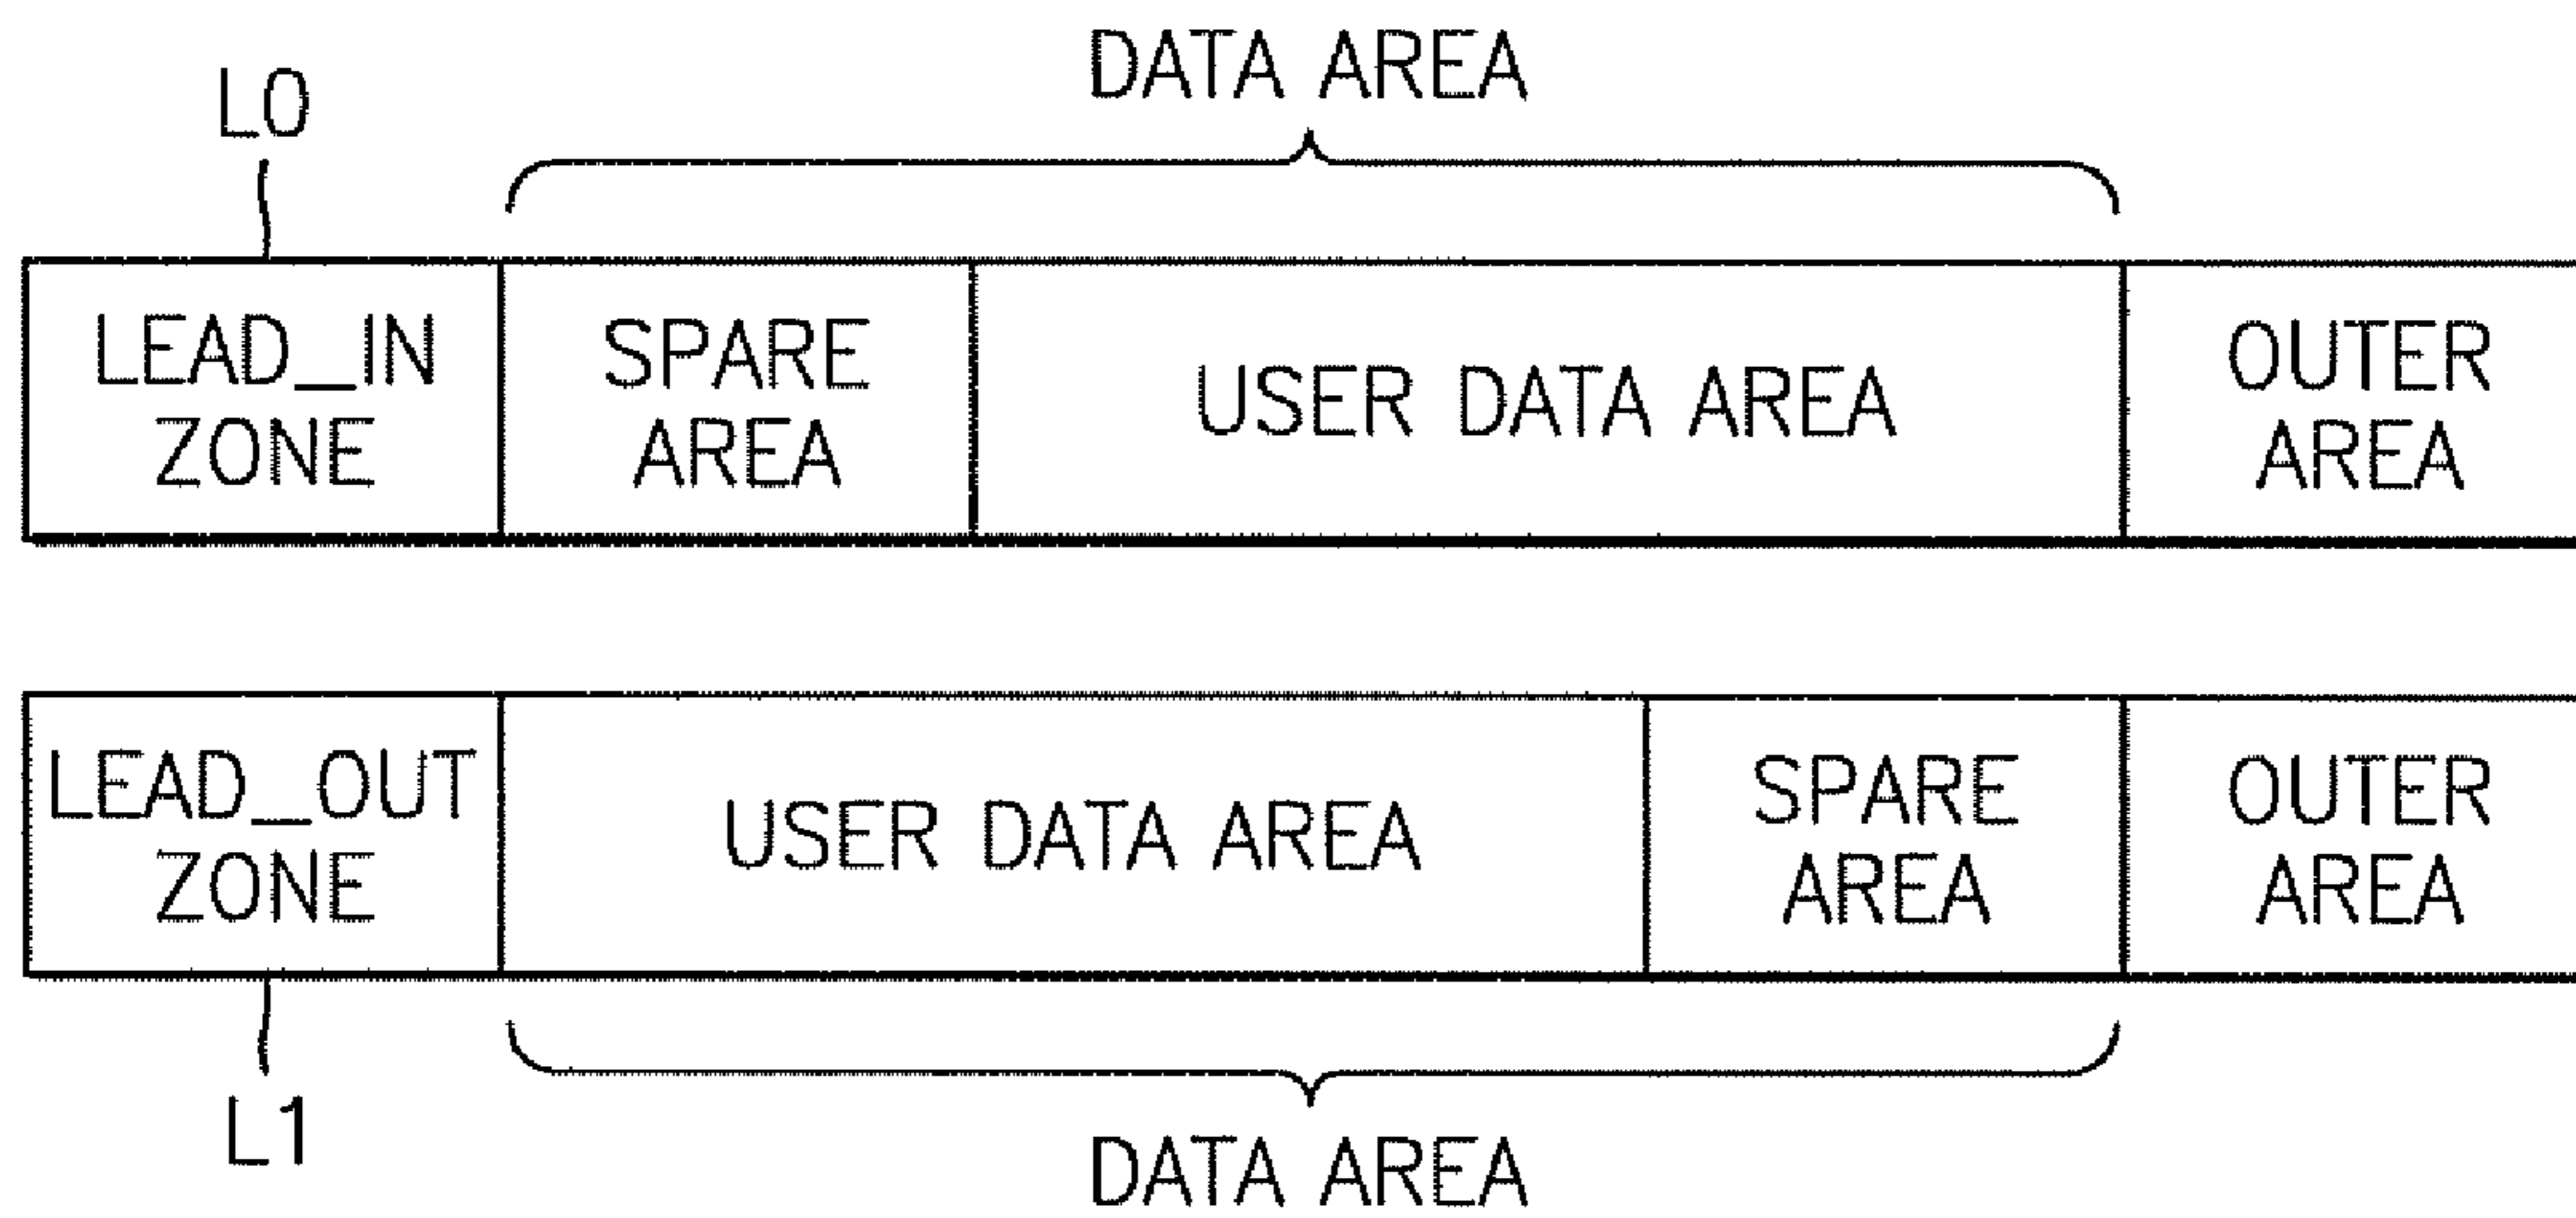 DATA AREA
L0
LEAD_IN
ZONE
SPARE
AREA
USER DATA AREA
OUTER
AREA
LEAD_OUT
ZONE
USER DATA AREA
SPARE
AREA
OUTER
AREA
L1
DATA AREA